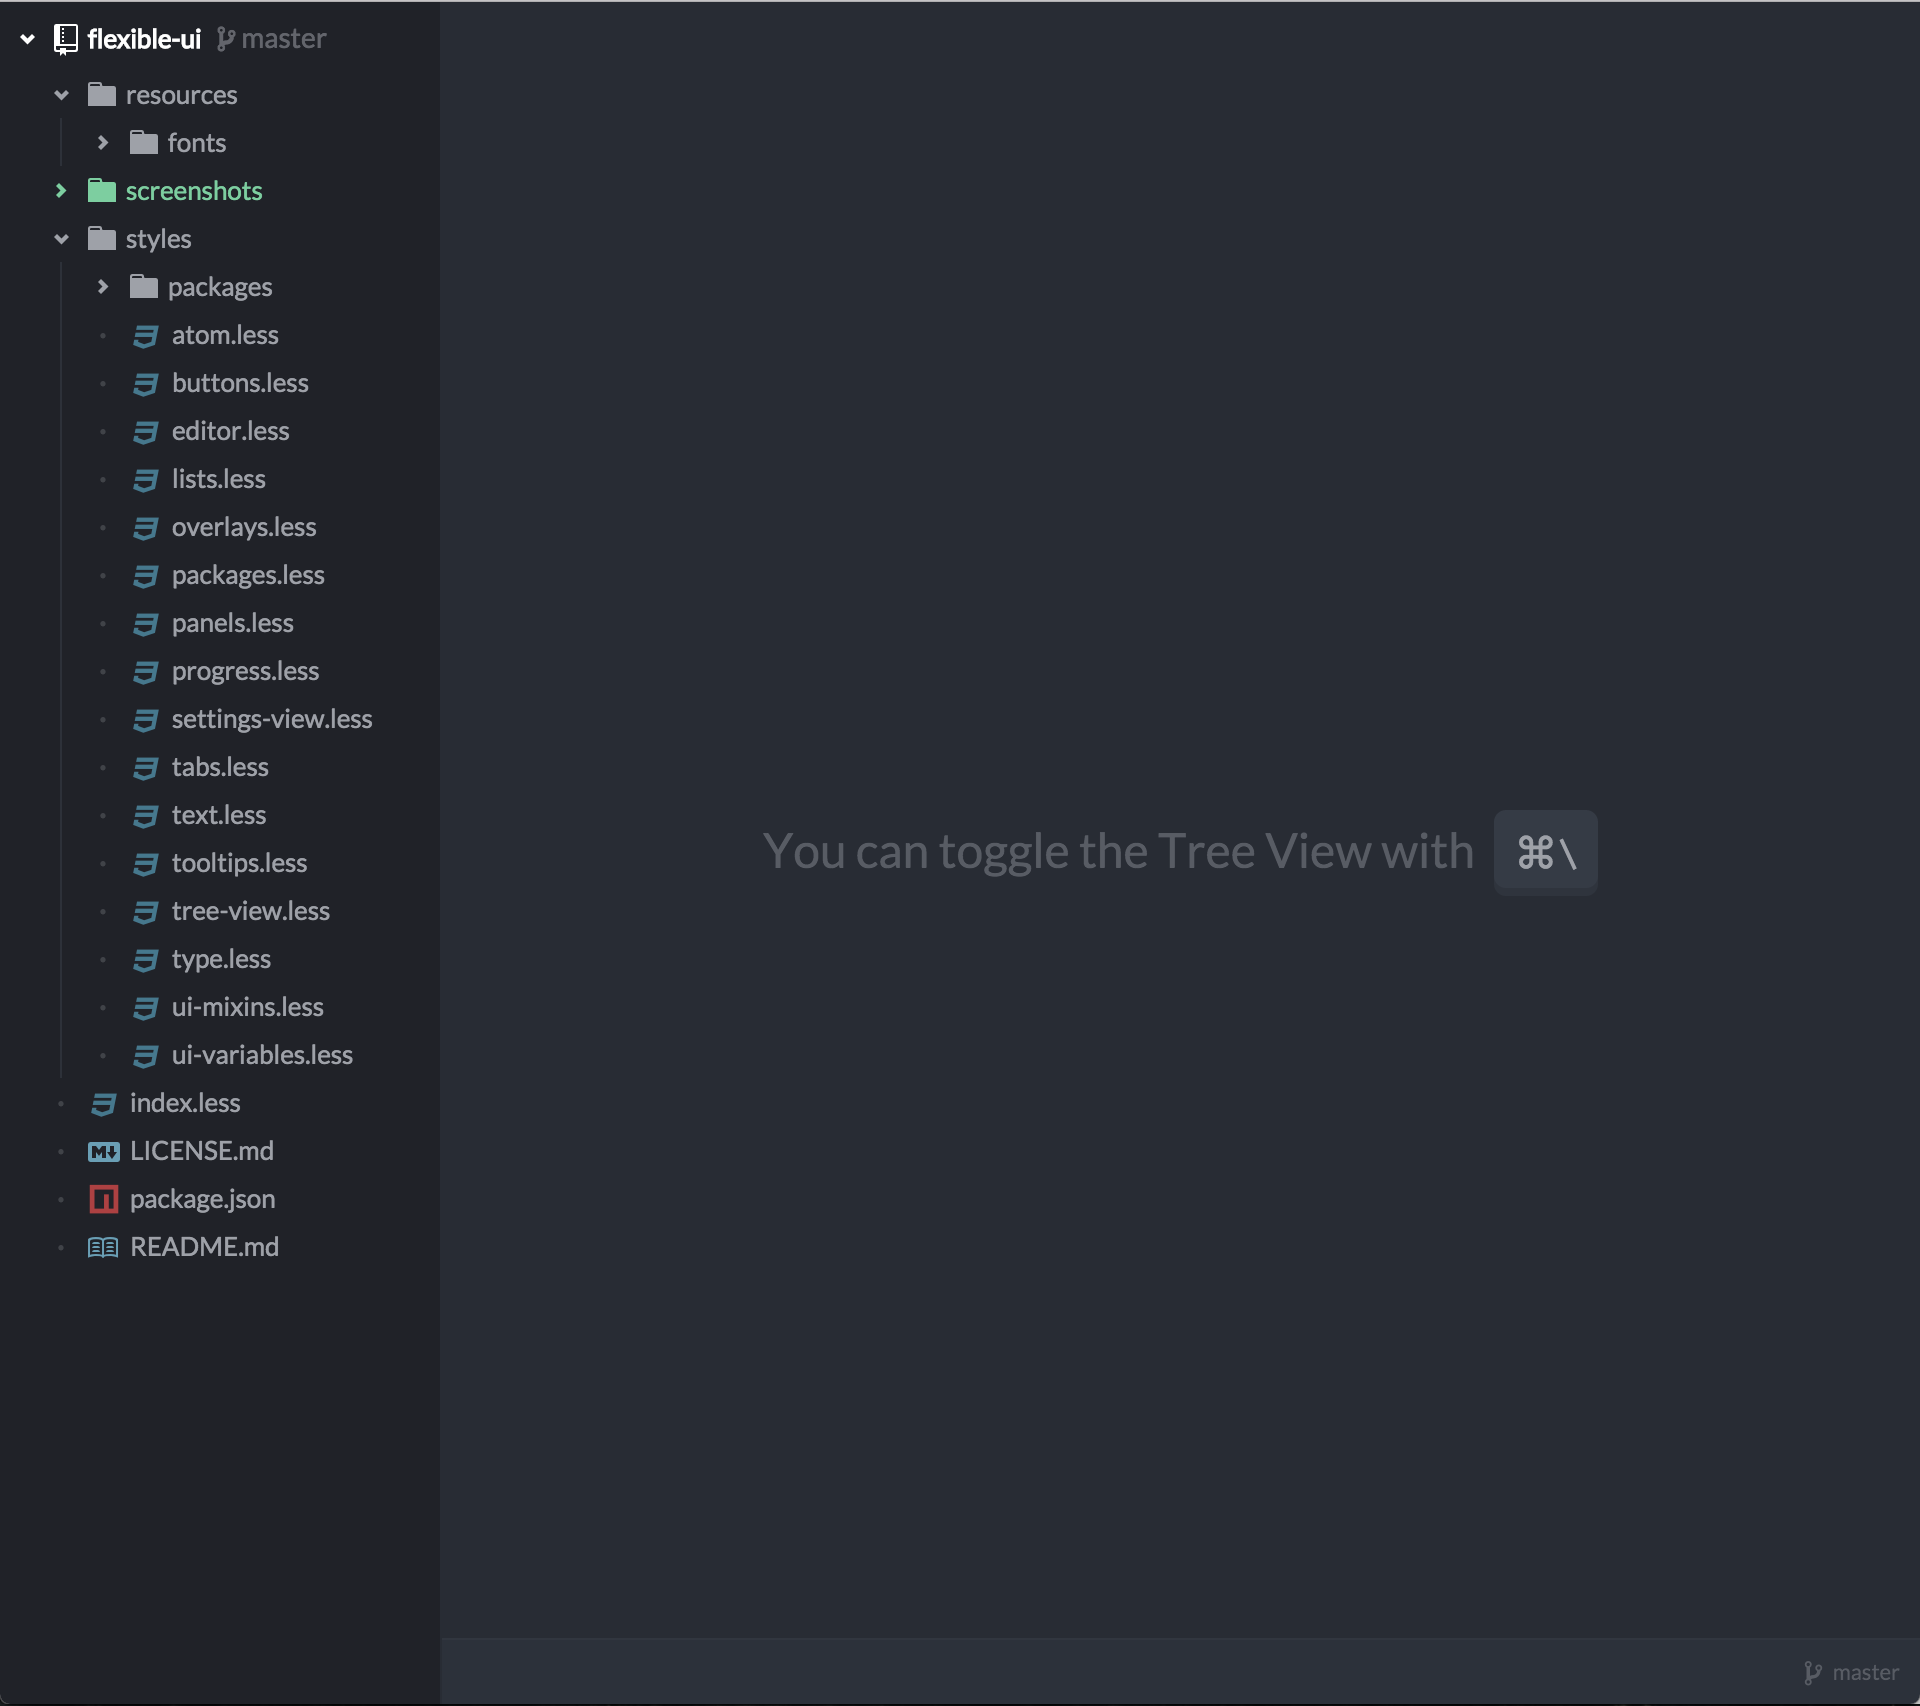 flexible-ui master
resources
fonts
screenshots
styles
packages
atom.less
buttons.less
editor.less
lists.less
overlays.less
packages.less
panels.less
progress.less
settings-view.less
tabs.less
text.less
tooltips.less
tree-view.less
type.less
ui-mixins.less
ui-variables.less
index.less
LICENSE.md
package.json
README.md
You can toggle the Tree View with ⌘\
master